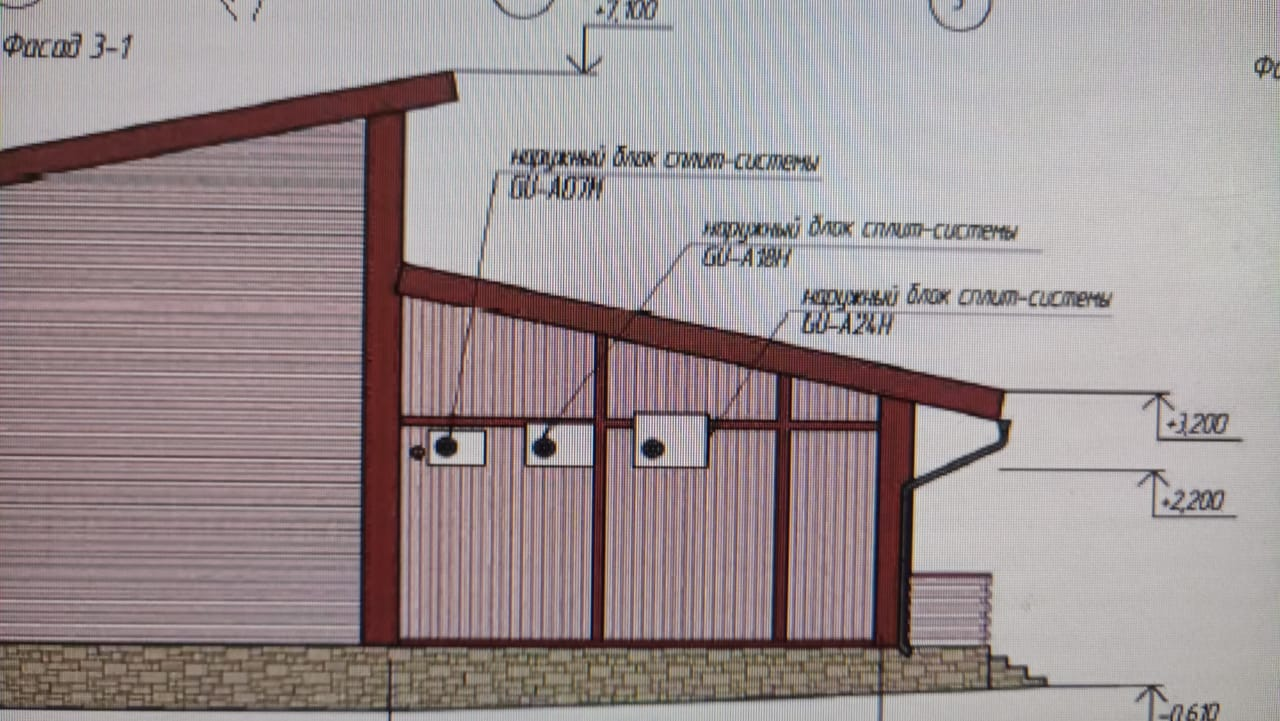 +7,100
Фасад 3-1
наружный блок сплит-системы
GU-A07H
наружный блок сплит-системы
GU-A18H
наружный блок сплит-системы
GU-A24H
+3,200
+2,200
-0,610